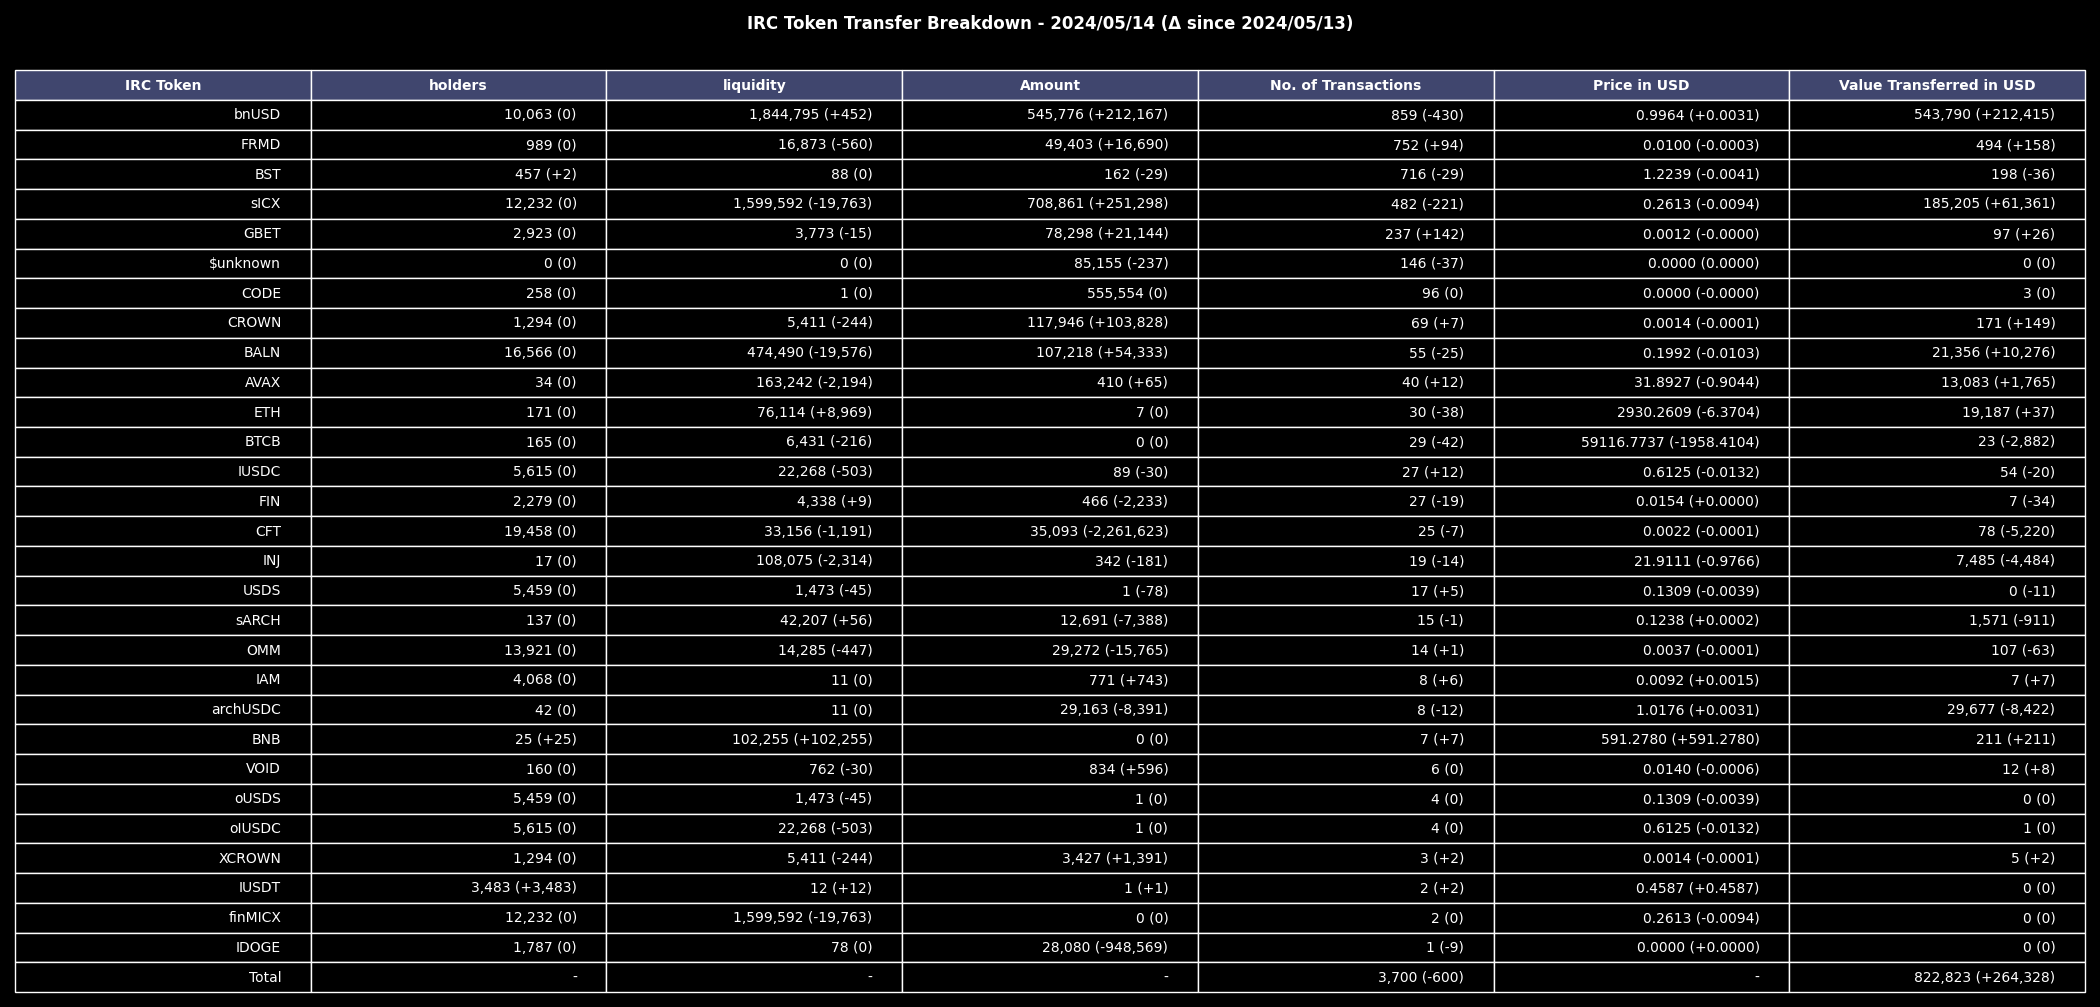 IRC Token Transfer Breakdown - 2024/05/14 (Δ since 2024/05/13)
IRC Token holders liquidity Amount No. of Transactions Price in USD Value Transferred in USD
bnUSD 10,063 (0) 1,844,795 (+452) 545,776 (+212,167) 859 (-430) 0.9964 (+0.0031) 543,790 (+212,415)
FRMD 989 (0) 16,873 (-560) 49,403 (+16,690) 752 (+94) 0.0100 (-0.0003) 494 (+158)
BST 457 (+2) 88 (0) 162 (-29) 716 (-29) 1.2239 (-0.0041) 198 (-36)
sICX 12,232 (0) 1,599,592 (-19,763) 708,861 (+251,298) 482 (-221) 0.2613 (-0.0094) 185,205 (+61,361)
GBET 2,923 (0) 3,773 (-15) 78,298 (+21,144) 237 (+142) 0.0012 (-0.0000) 97 (+26)
$unknown 0 (0) 0 (0) 85,155 (-237) 146 (-37) 0.0000 (0.0000) 0 (0)
CODE 258 (0) 1 (0) 555,554 (0) 96 (0) 0.0000 (-0.0000) 3 (0)
CROWN 1,294 (0) 5,411 (-244) 117,946 (+103,828) 69 (+7) 0.0014 (-0.0001) 171 (+149)
BALN 16,566 (0) 474,490 (-19,576) 107,218 (+54,333) 55 (-25) 0.1992 (-0.0103) 21,356 (+10,276)
AVAX 34 (0) 163,242 (-2,194) 410 (+65) 40 (+12) 31.8927 (-0.9044) 13,083 (+1,765)
ETH 171 (0) 76,114 (+8,969) 7 (0) 30 (-38) 2930.2609 (-6.3704) 19,187 (+37)
BTCB 165 (0) 6,431 (-216) 0 (0) 29 (-42) 59116.7737 (-1958.4104) 23 (-2,882)
IUSDC 5,615 (0) 22,268 (-503) 89 (-30) 27 (+12) 0.6125 (-0.0132) 54 (-20)
FIN 2,279 (0) 4,338 (+9) 466 (-2,233) 27 (-19) 0.0154 (+0.0000) 7 (-34)
CFT 19,458 (0) 33,156 (-1,191) 35,093 (-2,261,623) 25 (-7) 0.0022 (-0.0001) 78 (-5,220)
INJ 17 (0) 108,075 (-2,314) 342 (-181) 19 (-14) 21.9111 (-0.9766) 7,485 (-4,484)
USDS 5,459 (0) 1,473 (-45) 1 (-78) 17 (+5) 0.1309 (-0.0039) 0 (-11)
sARCH 137 (0) 42,207 (+56) 12,691 (-7,388) 15 (-1) 0.1238 (+0.0002) 1,571 (-911)
OMM 13,921 (0) 14,285 (-447) 29,272 (-15,765) 14 (+1) 0.0037 (-0.0001) 107 (-63)
IAM 4,068 (0) 11 (0) 771 (+743) 8 (+6) 0.0092 (+0.0015) 7 (+7)
archUSDC 42 (0) 11 (0) 29,163 (-8,391) 8 (-12) 1.0176 (+0.0031) 29,677 (-8,422)
BNB 25 (+25) 102,255 (+102,255) 0 (0) 7 (+7) 591.2780 (+591.2780) 211 (+211)
VOID 160 (0) 762 (-30) 834 (+596) 6 (0) 0.0140 (-0.0006) 12 (+8)
oUSDS 5,459 (0) 1,473 (-45) 1 (0) 4 (0) 0.1309 (-0.0039) 0 (0)
oIUSDC 5,615 (0) 22,268 (-503) 1 (0) 4 (0) 0.6125 (-0.0132) 1 (0)
XCROWN 1,294 (0) 5,411 (-244) 3,427 (+1,391) 3 (+2) 0.0014 (-0.0001) 5 (+2)
IUSDT 3,483 (+3,483) 12 (+12) 1 (+1) 2 (+2) 0.4587 (+0.4587) 0 (0)
finMICX 12,232 (0) 1,599,592 (-19,763) 0 (0) 2 (0) 0.2613 (-0.0094) 0 (0)
IDOGE 1,787 (0) 78 (0) 28,080 (-948,569) 1 (-9) 0.0000 (+0.0000) 0 (0)
Total - - - 3,700 (-600) - 822,823 (+264,328)